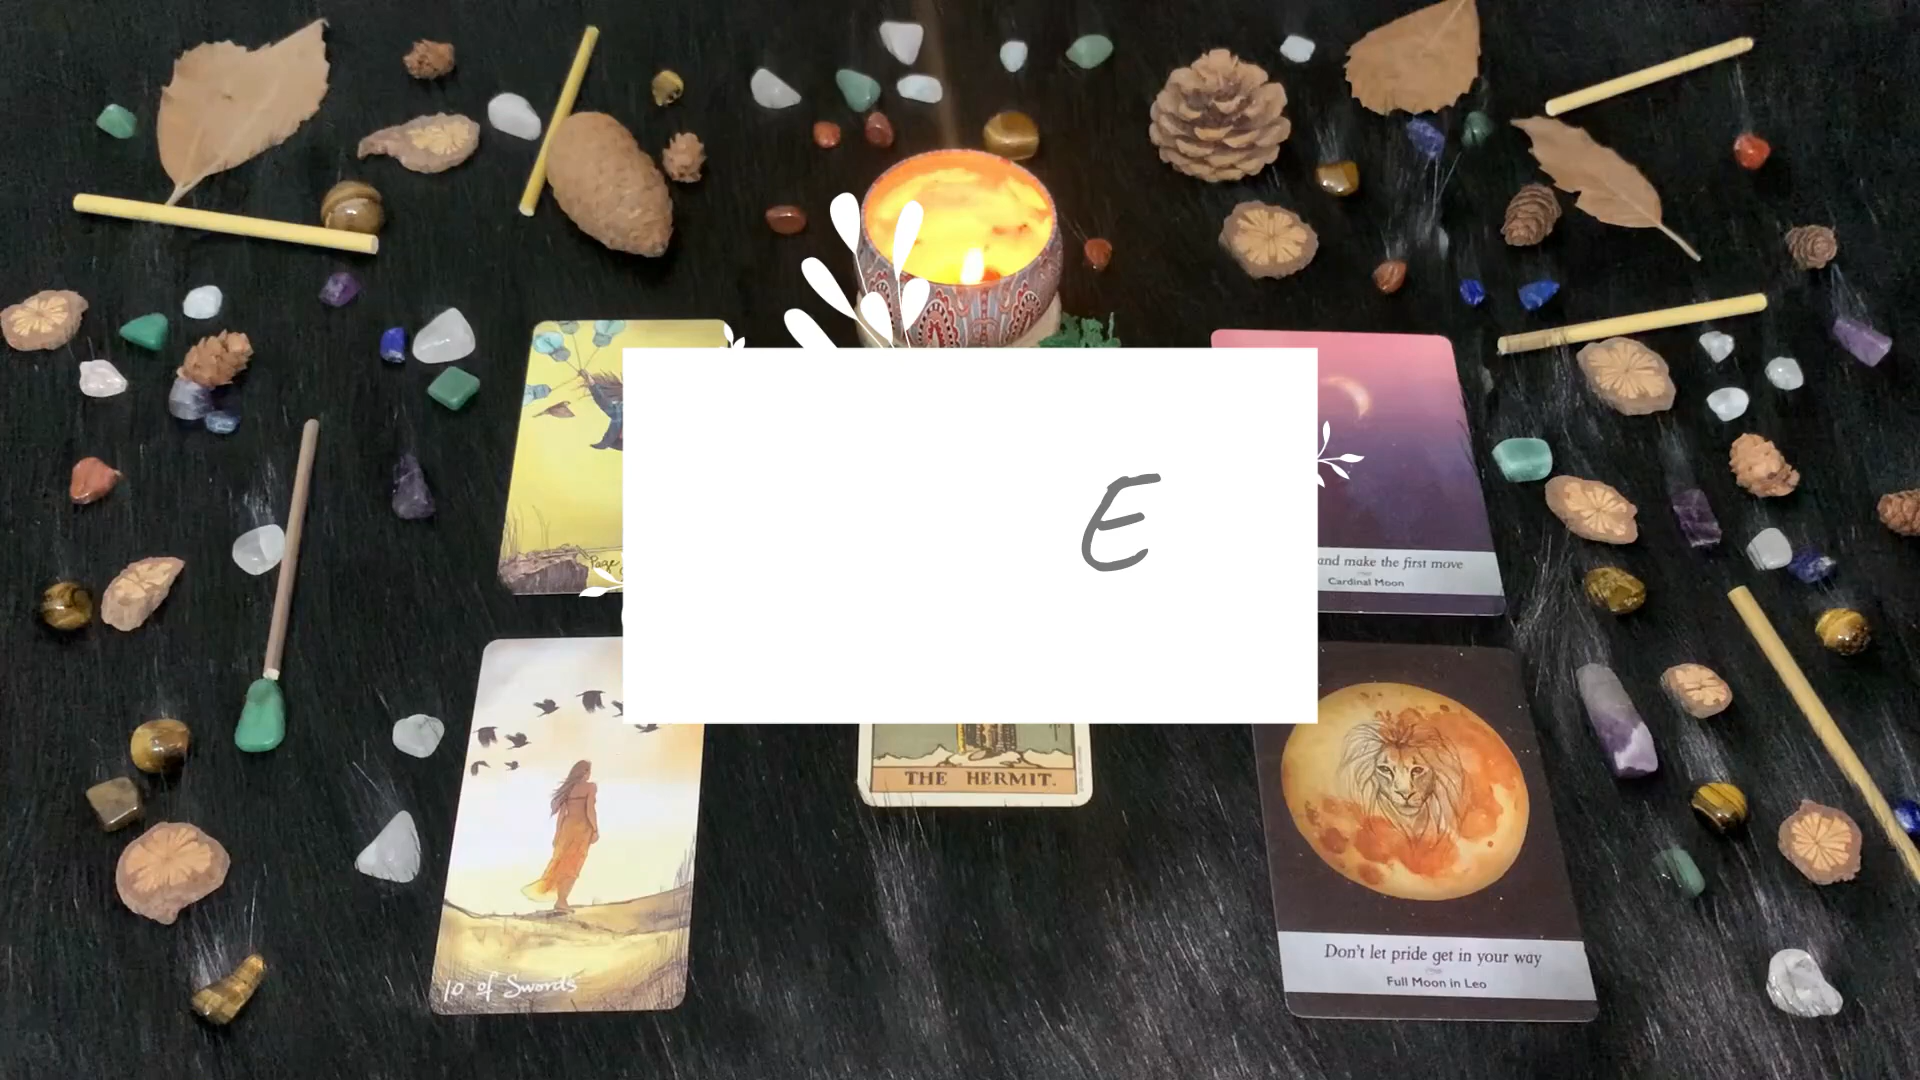 E
Page
and make the first move
Cardinal Moon
THE HERMIT.
10 of Swords
Don't let pride get in your way
Full Moon in Leo